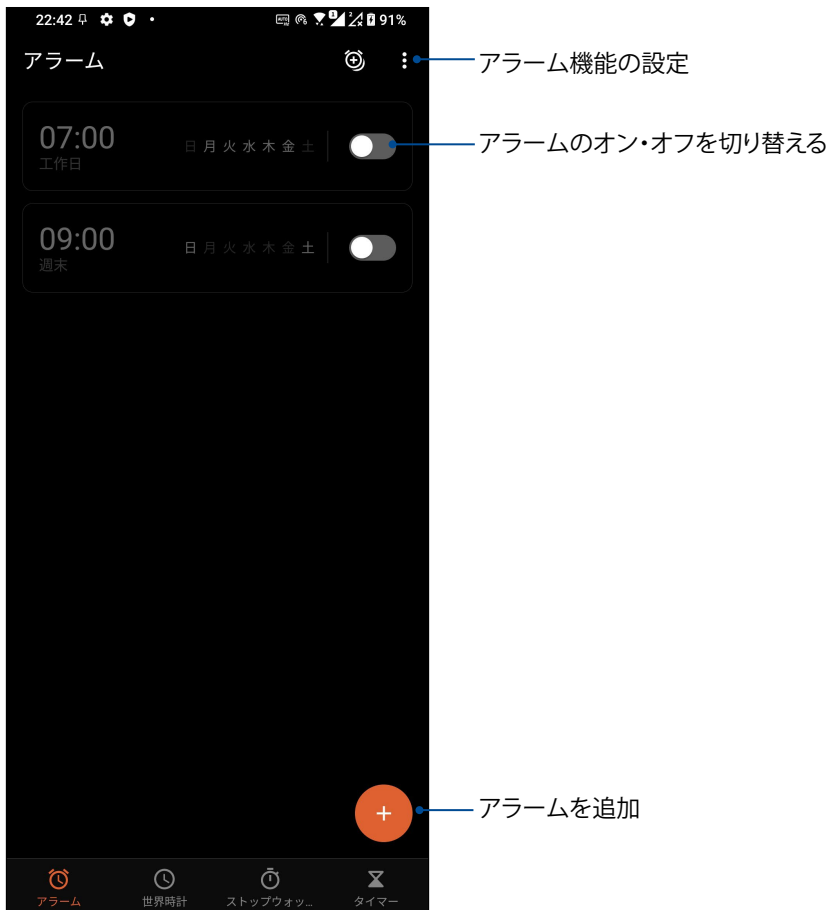 22:42 91%
アラーム
アラーム機能の設定
07:00
日 月 火 水 木 金 土
工作日
アラームのオン・オフを切り替える
09:00
日 月 火 水 木 金 土
週末
+
アラームを追加
アラーム 世界時計 ストップウォッ... タイマー